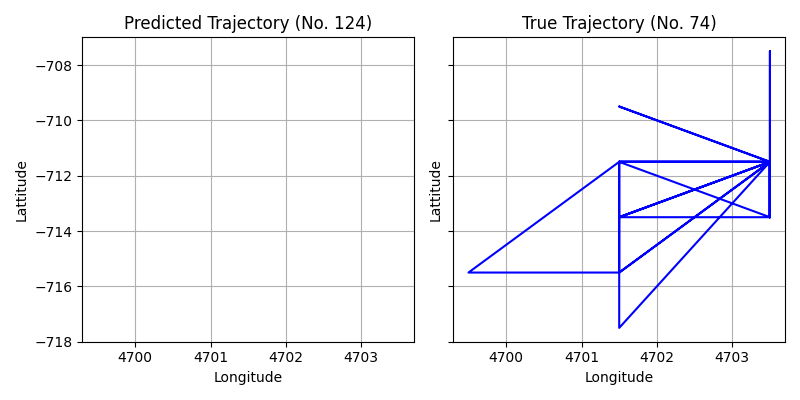 Predicted Trajectory (No. 124)
True Trajectory (No. 74)
Lattitude
−708
−710
−712
−714
−716
−718
4700
4701
4702
4703
Longitude
Lattitude
4700
4701
4702
4703
Longitude